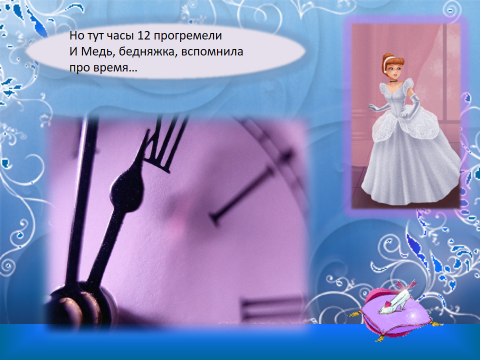 Но тут часы 12 прогремели
И Медь, бедняжка, вспомнила
про время...